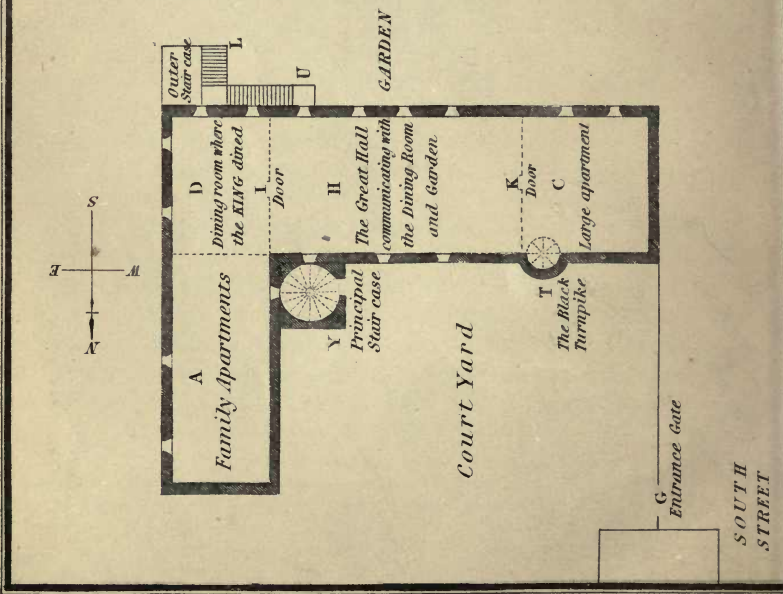 N
S
E
W
Outer
Stair case
L
U
GARDEN
A
Family Apartments
D
Dining room where
the KING dined
I
Door
H
The Great Hall
communicating with
the Dining Room
and Garden
Y
Principal
Stair case
Court Yard
K
Door
C
Large apartment
T
The Black
Turnpike
G
Entrance Gate
SOUTH
STREET